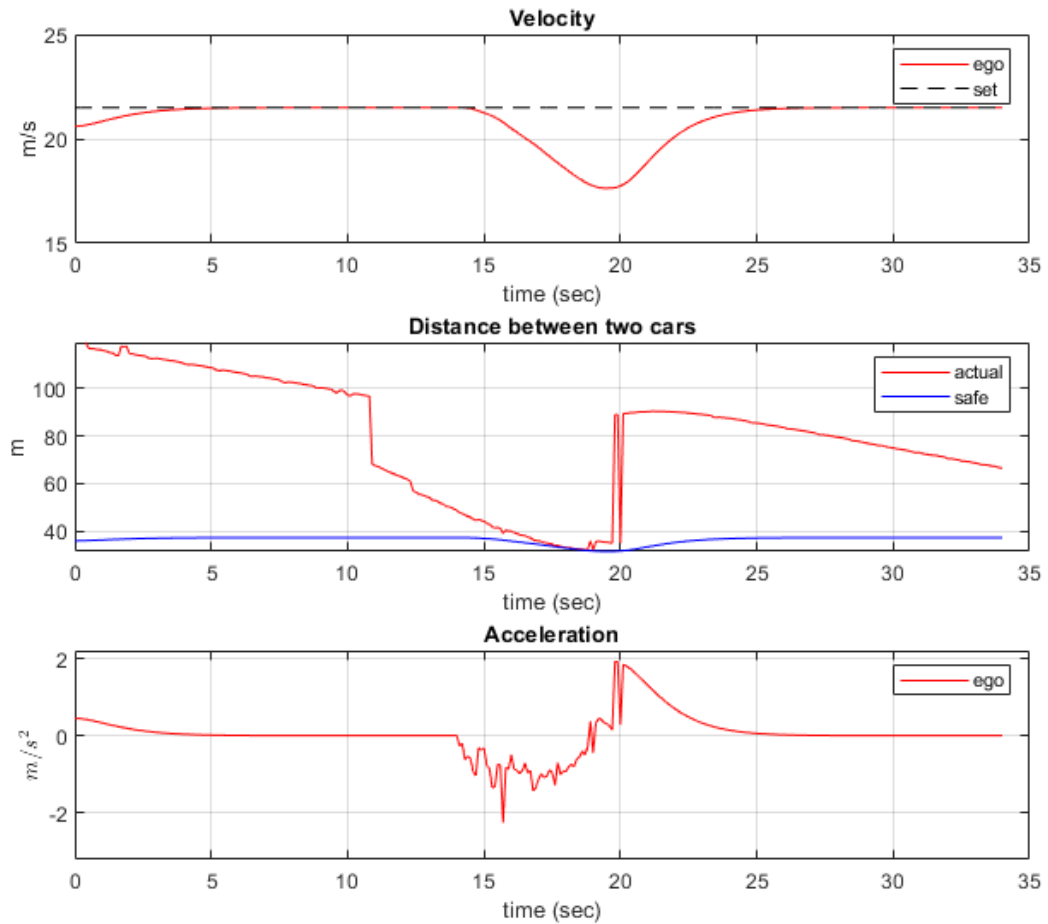 Velocity
25
20
15
m/s
ego
set
0 5 10 15 20 25 30 35
time (sec)
Distance between two cars
100
80
60
40
m
actual
safe
0 5 10 15 20 25 30 35
time (sec)
Acceleration
2
0
-2
m/s²
ego
0 5 10 15 20 25 30 35
time (sec)